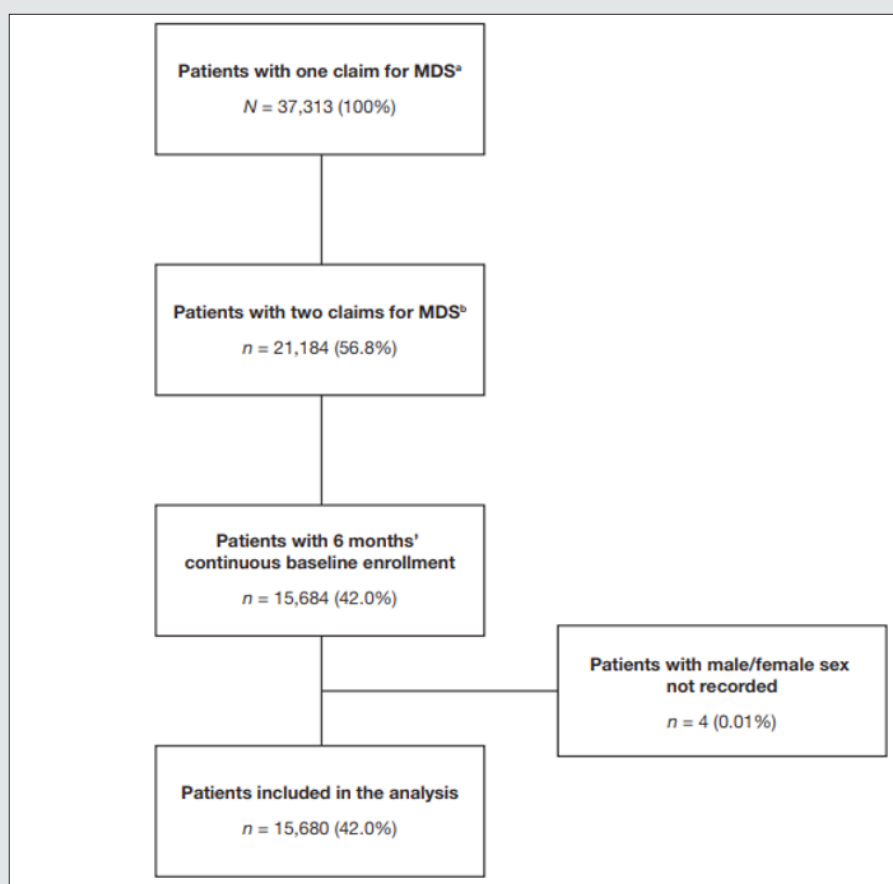 Patients with one claim for MDSᵃ
N = 37,313 (100%)
Patients with two claims for MDSᵇ
n = 21,184 (56.8%)
Patients with 6 months’
continuous baseline enrollment
n = 15,684 (42.0%)
Patients with male/female sex
not recorded
n = 4 (0.01%)
Patients included in the analysis
n = 15,680 (42.0%)